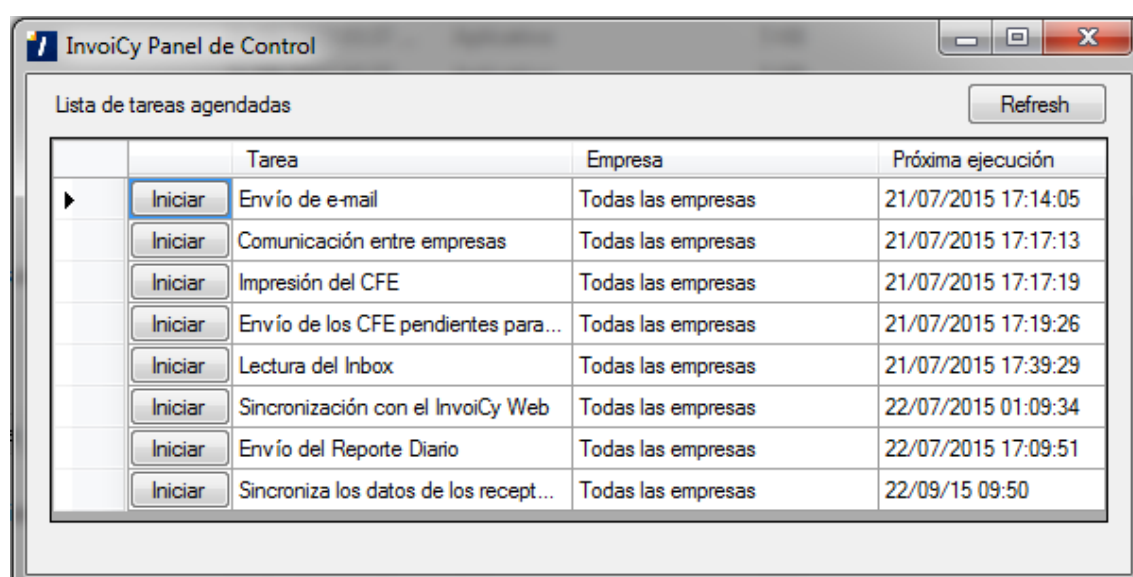 InvoiCy Panel de Control
Lista de tareas agendadas Refresh
Tarea Empresa Próxima ejecución
Iniciar Envío de e-mail Todas las empresas 21/07/2015 17:14:05
Iniciar Comunicación entre empresas Todas las empresas 21/07/2015 17:17:13
Iniciar Impresión del CFE Todas las empresas 21/07/2015 17:17:19
Iniciar Envío de los CFE pendientes para... Todas las empresas 21/07/2015 17:19:26
Iniciar Lectura del Inbox Todas las empresas 21/07/2015 17:39:29
Iniciar Sincronización con el InvoiCy Web Todas las empresas 22/07/2015 01:09:34
Iniciar Envío del Reporte Diario Todas las empresas 22/07/2015 17:09:51
Iniciar Sincroniza los datos de los recept... Todas las empresas 22/09/15 09:50